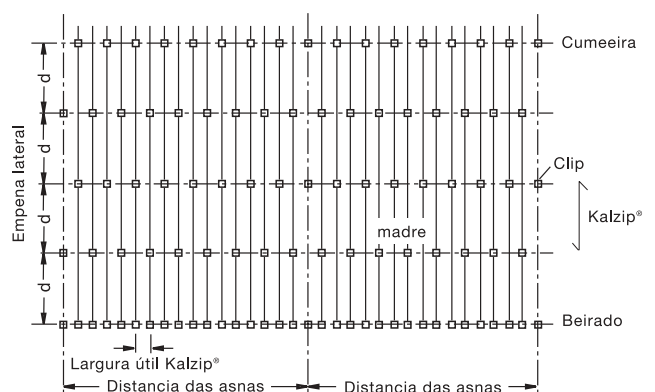 Cumeeira
d
Empena lateral
d
Clip
Kalzip®
d
madre
d
Beirado
Largura útil Kalzip®
Distancia das asnas
Distancia das asnas